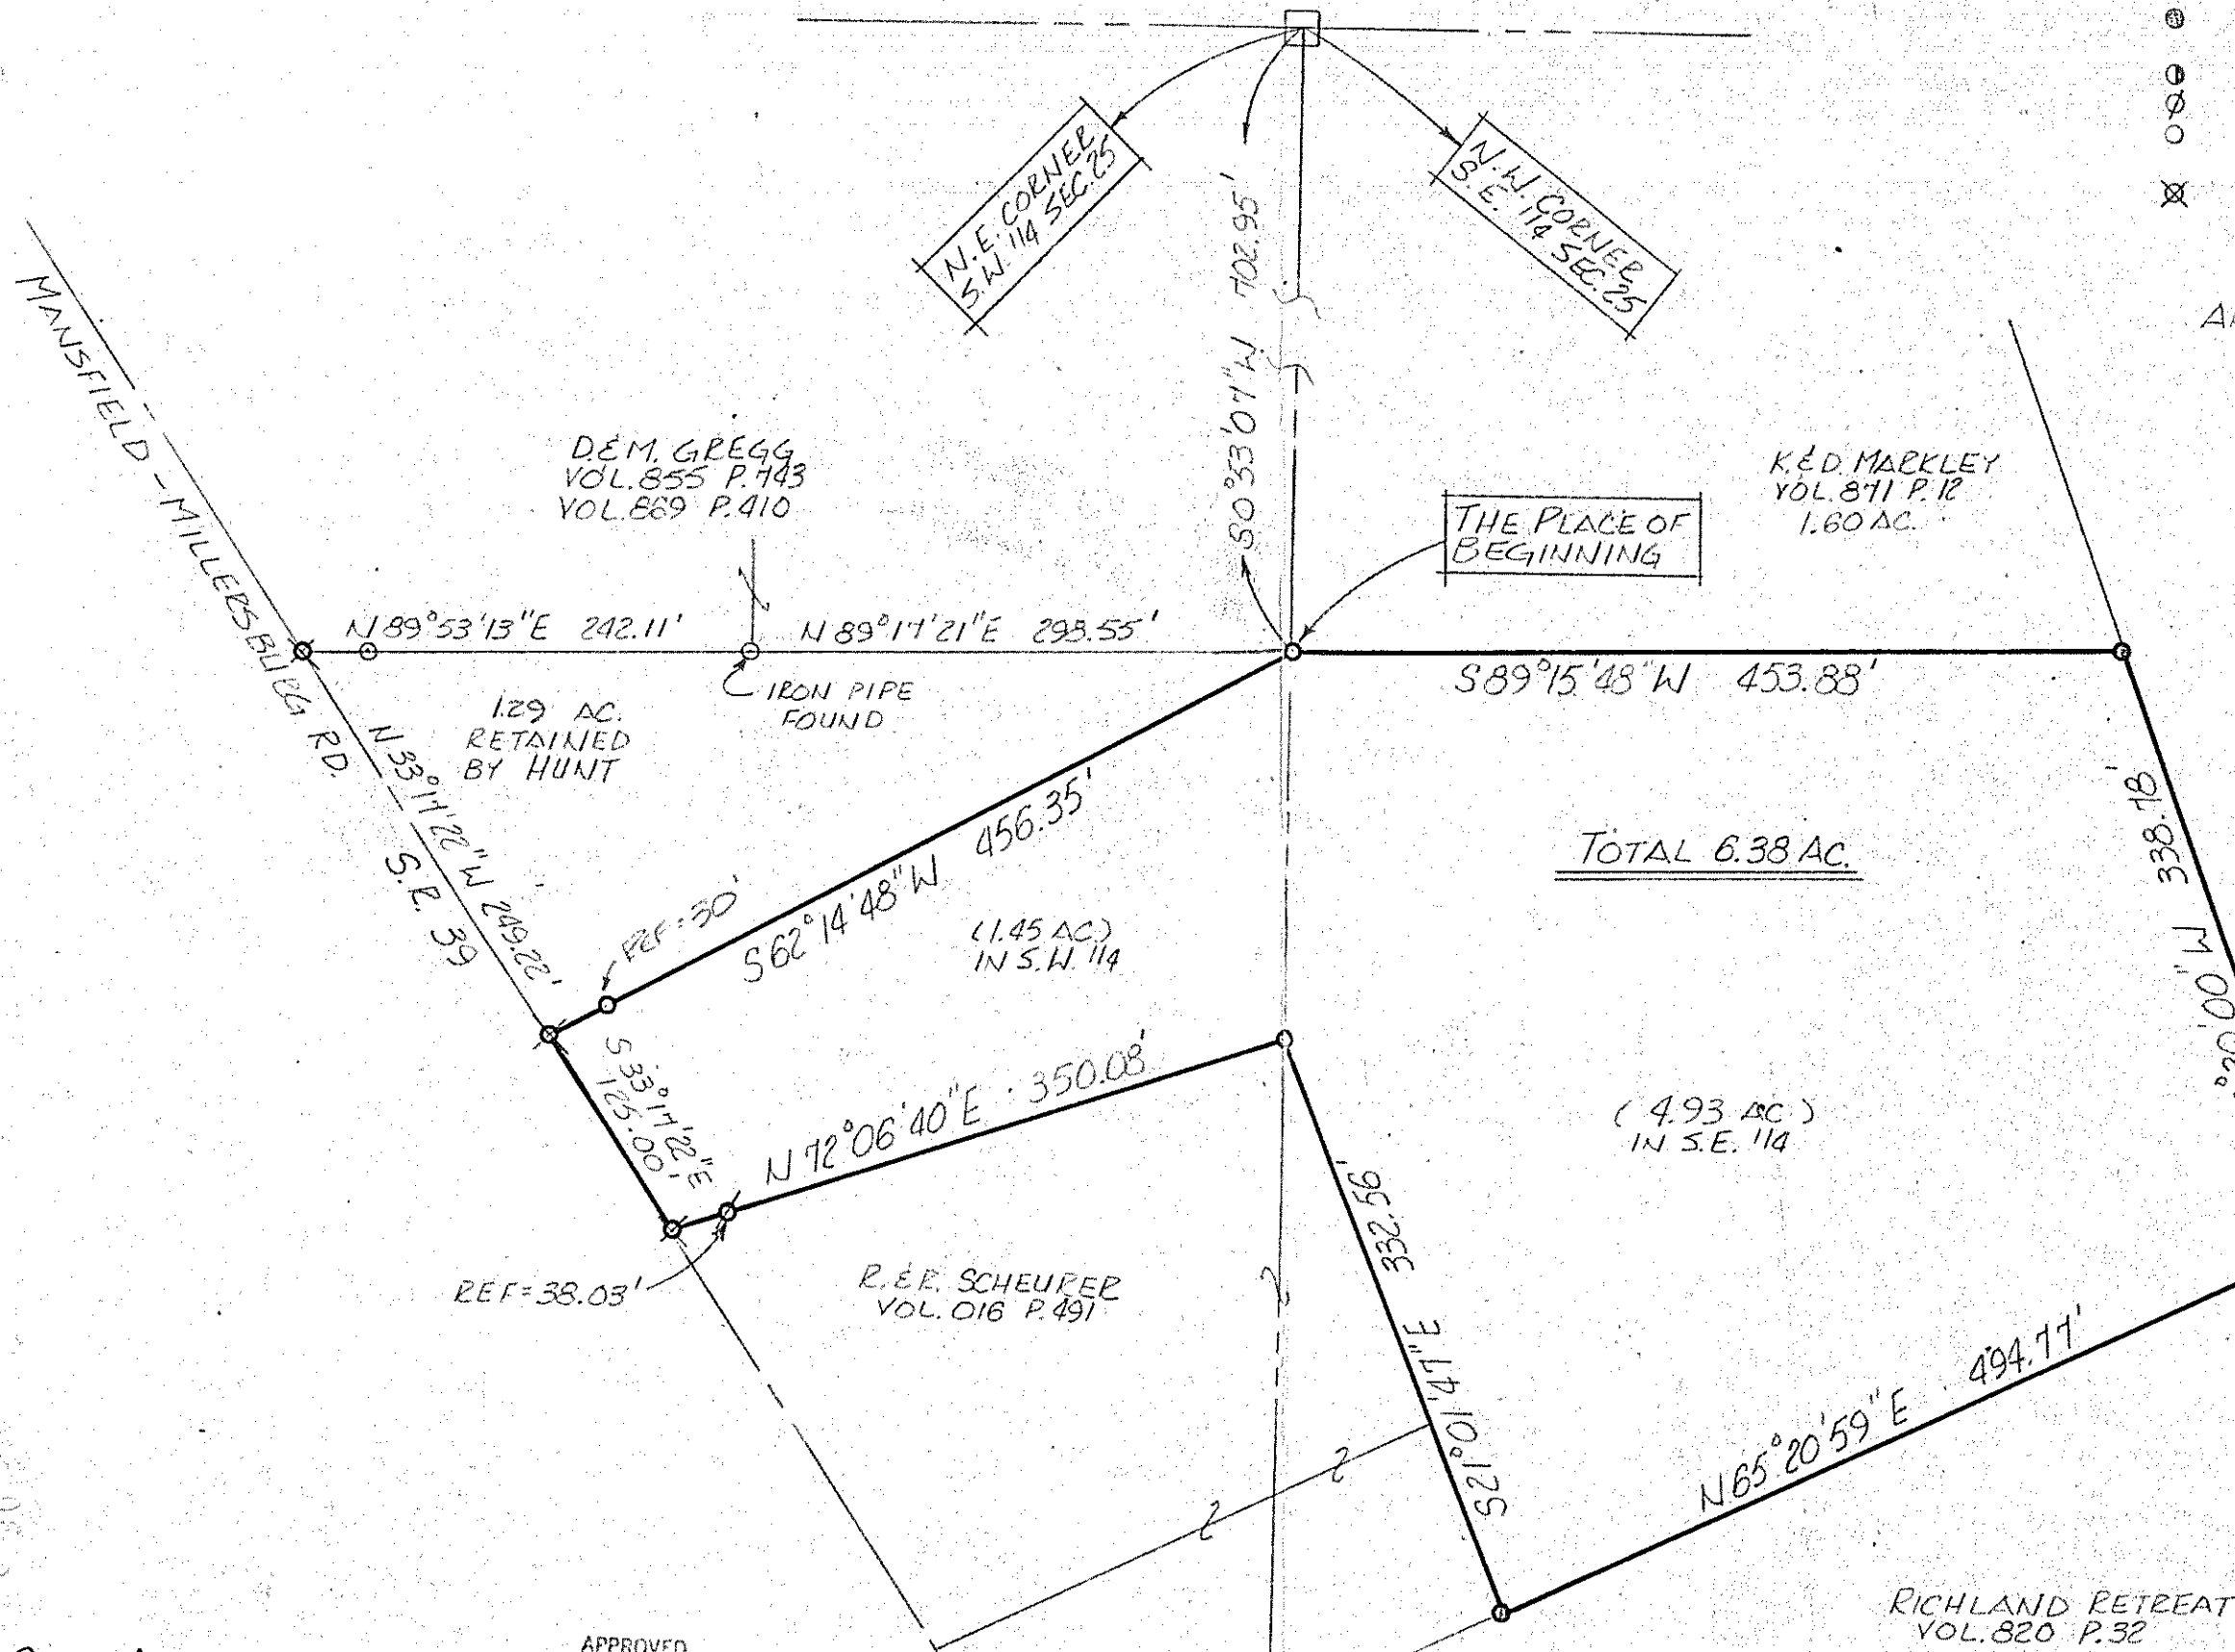 N.E. CORNER
S.W. 1/4 SEC. 25
N.W. CORNER
S.E. 1/4 SEC. 25
S0°33'07"W 702.95'
D.&M. GREGG
VOL. 855 P. 743
VOL. 869 P. 410
K.&D. MARKLEY
VOL. 871 P. 12
1.60 AC.
THE PLACE OF
BEGINNING
MANSFIELD - MILLERSBURG RD.
S.R. 39
N 89°53'13"E 242.11'
N 89°17'21"E 298.55'
S 89°15'48"W 453.88'
IRON PIPE
FOUND
1.29 AC.
RETAINED
BY HUNT
N 33°17'22"W 249.22'
S 62°14'48"W 456.35'
REF=30'
TOTAL 6.38 AC.
338.78'
00"W
(1.45 AC)
IN S.W. 1/4
S 33°17'22"E
125.00'
N 72°06'40"E 350.08'
(4.93 AC)
IN S.E. 1/4
REF=38.03'
R.&R. SCHEURER
VOL. 016 P. 491
S21°01'47"E 332.56'
N 65°20'59"E 494.77'
RICHLAND RETREAT
VOL. 820 P. 32
APPROVED